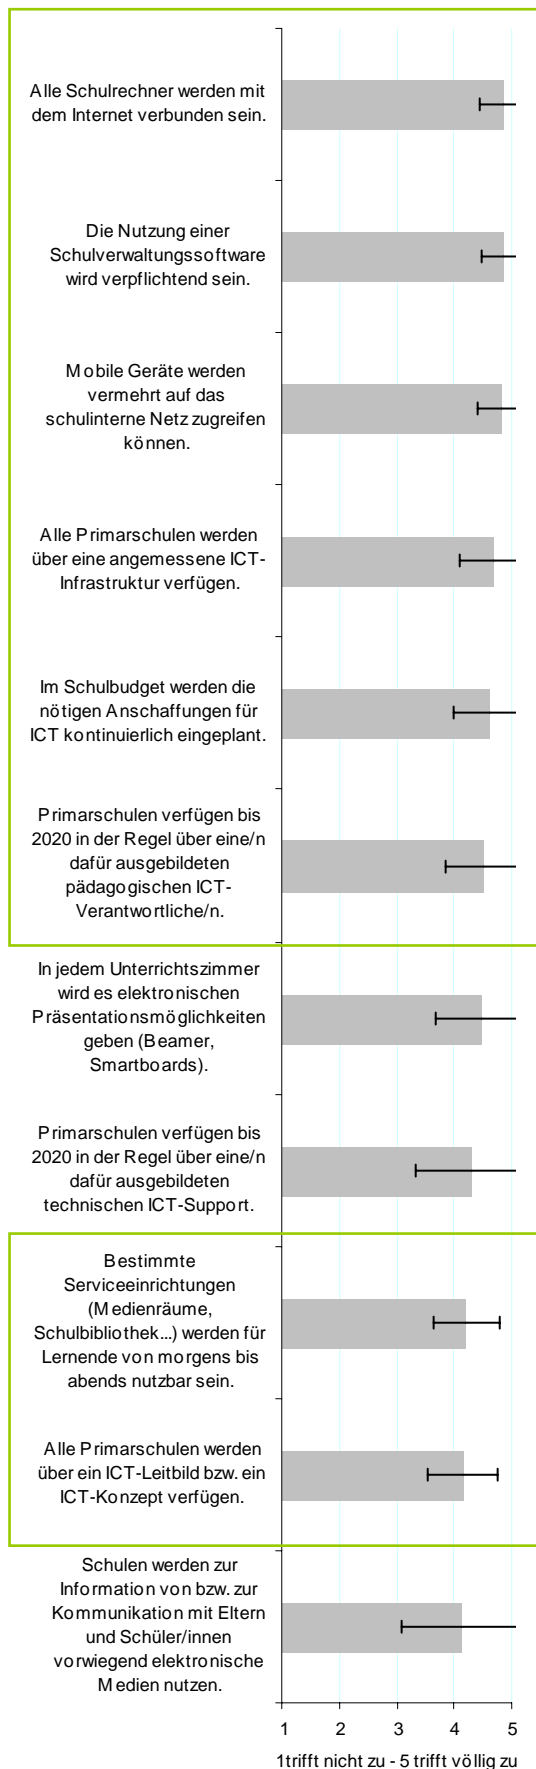 Alle Schulrechner werden mit
dem Internet verbunden sein.
Die Nutzung einer
Schulverwaltungssoftware
wird verpflichtend sein.
Mobile Geräte werden
vermehrt auf das
schulinterne Netz zugreifen
können.
Alle Primarschulen werden
über eine angemessene ICT-
Infrastruktur verfügen.
Im Schulbudget werden die
nötigen Anschaffungen für
ICT kontinuierlich eingeplant.
Primarschulen verfügen bis
2020 in der Regel über eine/n
dafür ausgebildeten
pädagogischen ICT-
Verantwortliche/n.
In jedem Unterrichtszimmer
wird es elektronischen
Präsentationsmöglichkeiten
geben (Beamer,
Smartboards).
Primarschulen verfügen bis
2020 in der Regel über eine/n
dafür ausgebildeten
technischen ICT-Support.
Bestimmte
Serviceeinrichtungen
(Medienräume,
Schulbibliothek...) werden für
Lernende von morgens bis
abends nutzbar sein.
Alle Primarschulen werden
über ein ICT-Leitbild bzw. ein
ICT-Konzept verfügen.
Schulen werden zur
Information von bzw. zur
Kommunikation mit Eltern
und Schüler/innen
vorwiegend elektronische
Medien nutzen.
1 2 3 4 5
1 trifft nicht zu - 5 trifft völlig zu